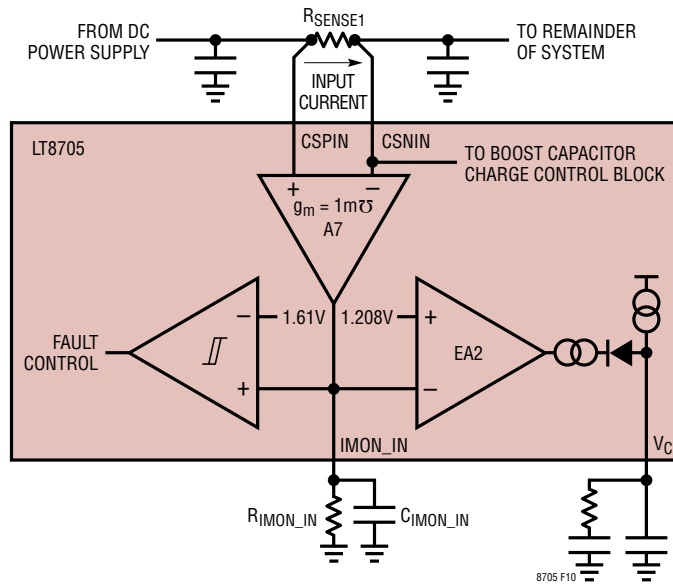 FROM DC
POWER SUPPLY
RSENSE1
TO REMAINDER
OF SYSTEM
INPUT
CURRENT
LT8705
CSPIN
CSNIN
TO BOOST CAPACITOR
CHARGE CONTROL BLOCK
+
−
gm = 1m℧
A7
FAULT
CONTROL
−
1.61V
1.208V
+
EA2
+
−
IMON_IN
VC
RIMON_IN
CIMON_IN
8705 F10